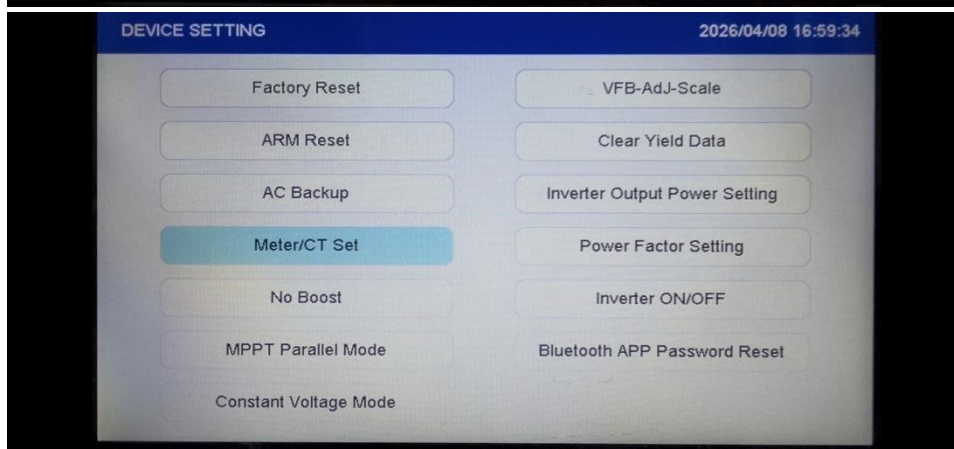 DEVICE SETTING
2026/04/08 16:59:34
Factory Reset
VFB-AdJ-Scale
ARM Reset
Clear Yield Data
AC Backup
Inverter Output Power Setting
Meter/CT Set
Power Factor Setting
No Boost
Inverter ON/OFF
MPPT Parallel Mode
Bluetooth APP Password Reset
Constant Voltage Mode